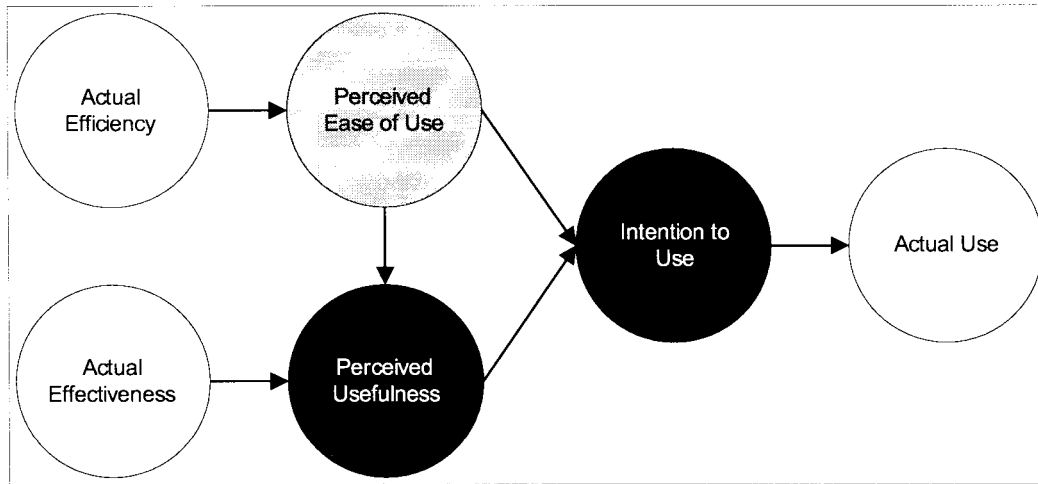 Actual
Efficiency
Perceived
Ease of Use
Intention to
Use
Actual Use
Actual
Effectiveness
Perceived
Usefulness